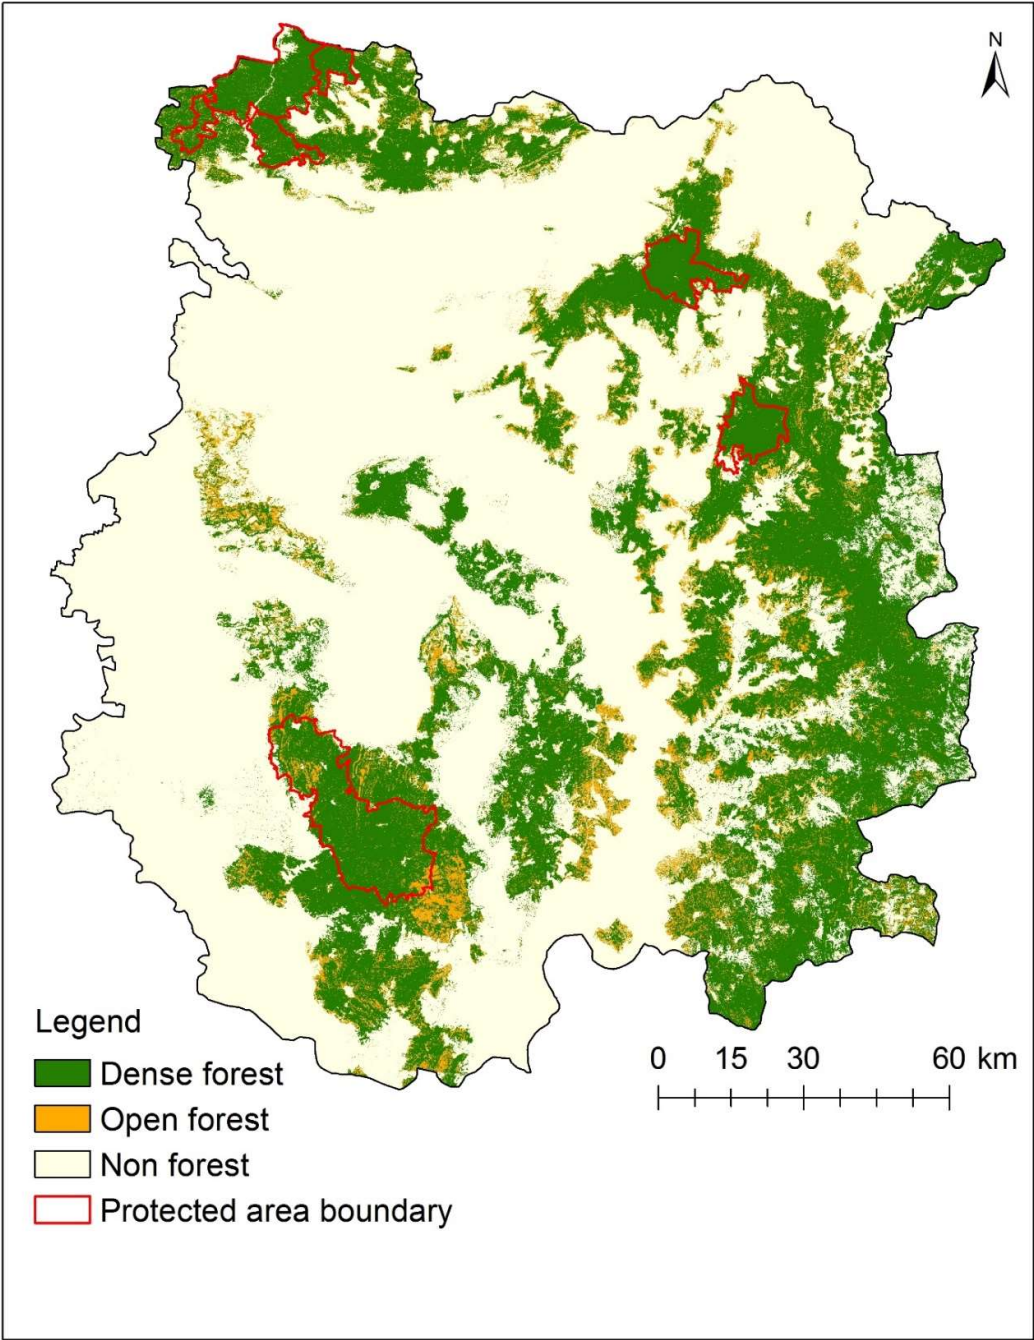 N
Legend
Dense forest
Open forest
Non forest
Protected area boundary
0 15 30 60 km